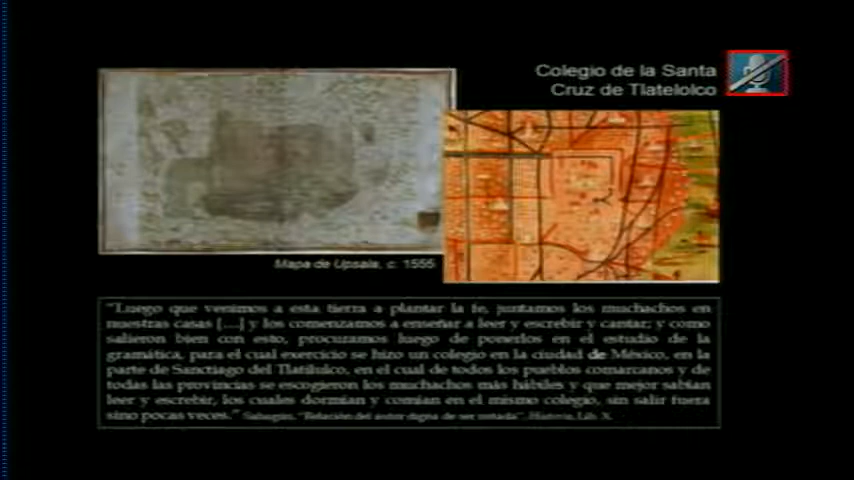 Colegio de la Santa
Cruz de Tlatelolco
Mapa de Upsala, c. 1555
"Luego que venimos a esta tierra a plantar la fe, juntamos los muchachos en
nuestras casas [...] y los comenzamos a enseñar a leer y escrebir y cantar; y como
salieron bien con esto, procuramos luego de ponerlos en el estudio de la
gramática, para el cual exercicio se hizo un colegio en la ciudad de México, en la
parte de Sanctiago del Tlatilulco, en el cual de todos los pueblos comarcanos y de
todas las provincias se escogieron los muchachos más hábiles y que mejor sabían
leer y escrebir, los cuales dormían y comían en el mismo colegio, sin salir fuera
sino pocas veces." Sahagún, "Relación del autor digna de ser notada", Historia, Lib. X.